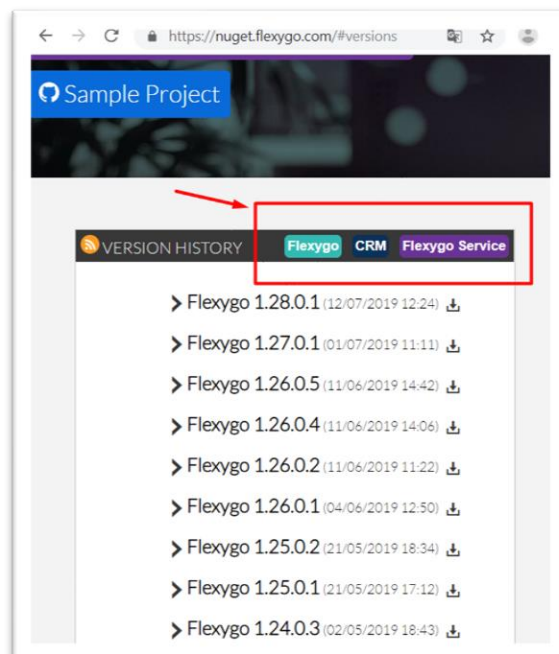 https://nuget.flexygo.com/#versions
Sample Project
VERSION HISTORY Flexygo CRM Flexygo Service
Flexygo 1.28.0.1 (12/07/2019 12:24)
Flexygo 1.27.0.1 (01/07/2019 11:11)
Flexygo 1.26.0.5 (11/06/2019 14:42)
Flexygo 1.26.0.4 (11/06/2019 14:06)
Flexygo 1.26.0.2 (11/06/2019 11:22)
Flexygo 1.26.0.1 (04/06/2019 12:50)
Flexygo 1.25.0.2 (21/05/2019 18:34)
Flexygo 1.25.0.1 (21/05/2019 17:12)
Flexygo 1.24.0.3 (02/05/2019 18:43)